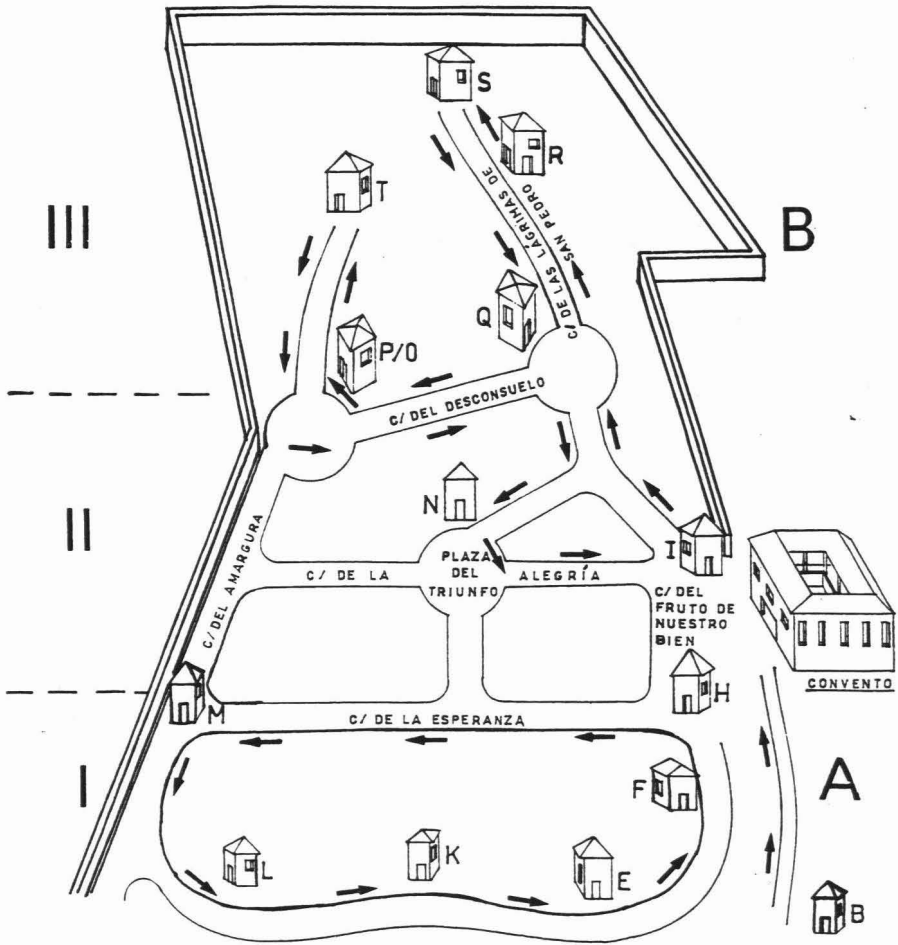 S
R
T
III
B
C/ DE LAS LÁGRIMAS DE
SAN PEDRO
Q
P/O
C/ DEL DESCONSUELO
N
II
C/ DEL AMARGURA
PLAZA
DEL
TRIUNFO
C/ DE LA
ALEGRÍA
I
C/ DEL
FRUTO DE
NUESTRO
BIEN
CONVENTO
M
H
C/ DE LA ESPERANZA
I
F
A
L
K
E
B